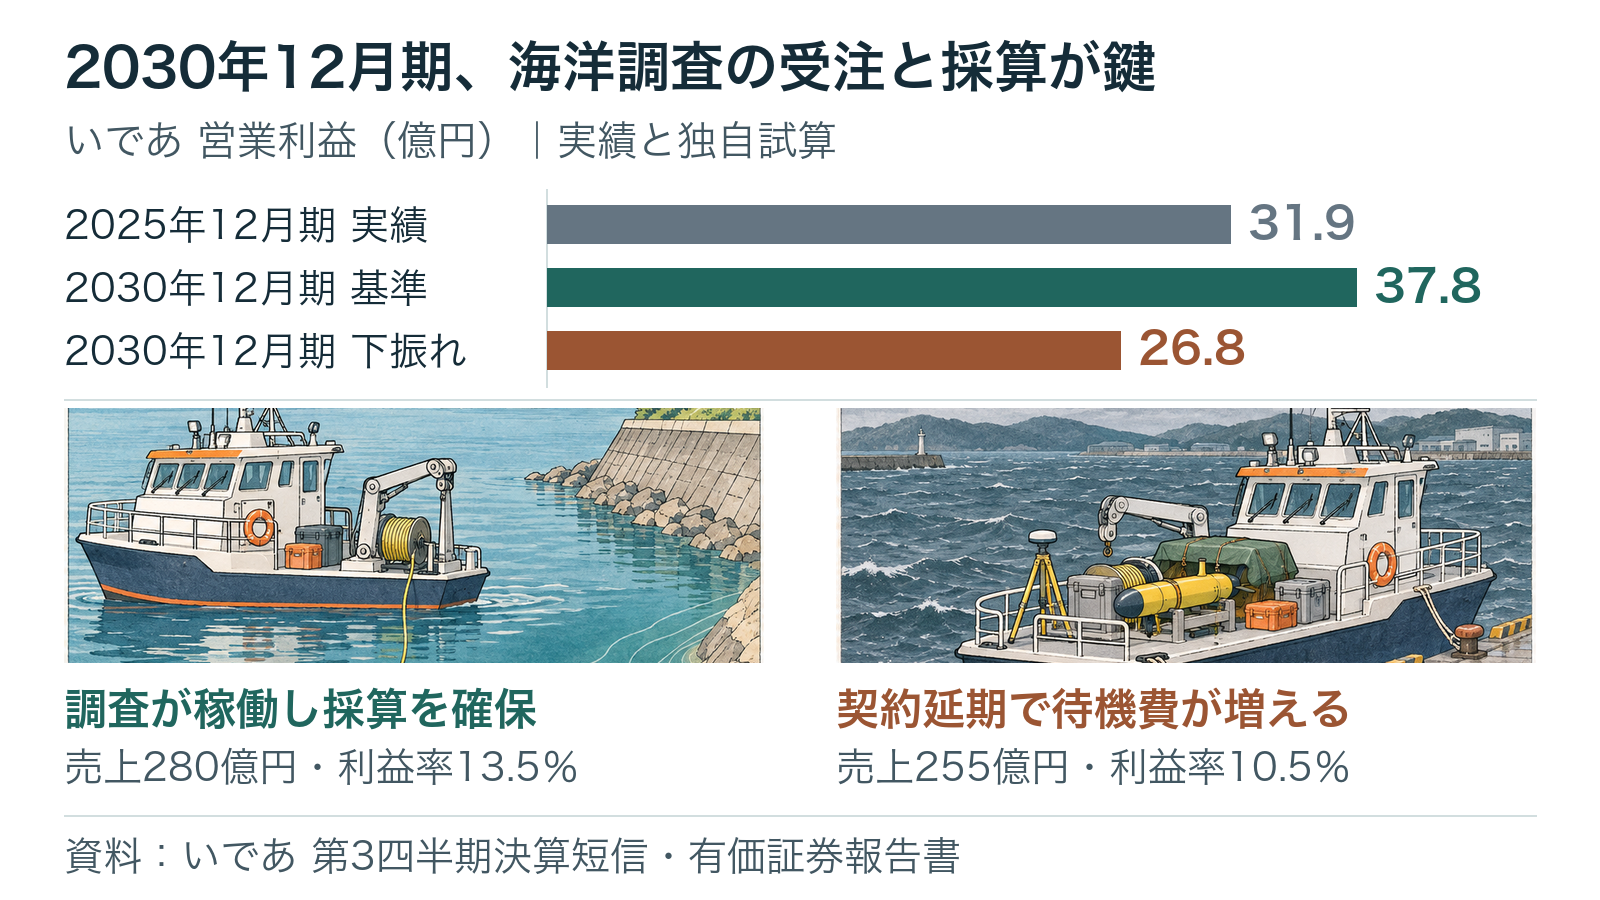 2030年12月期、海洋調査の受注と採算が鍵
いであ 営業利益（億円）｜実績と独自試算
2025年12月期 実績 31.9
2030年12月期 基準 37.8
2030年12月期 下振れ 26.8
調査が稼働し採算を確保
売上280億円・利益率13.5%
契約延期で待機費が増える
売上255億円・利益率10.5%
資料：いであ 第3四半期決算短信・有価証券報告書